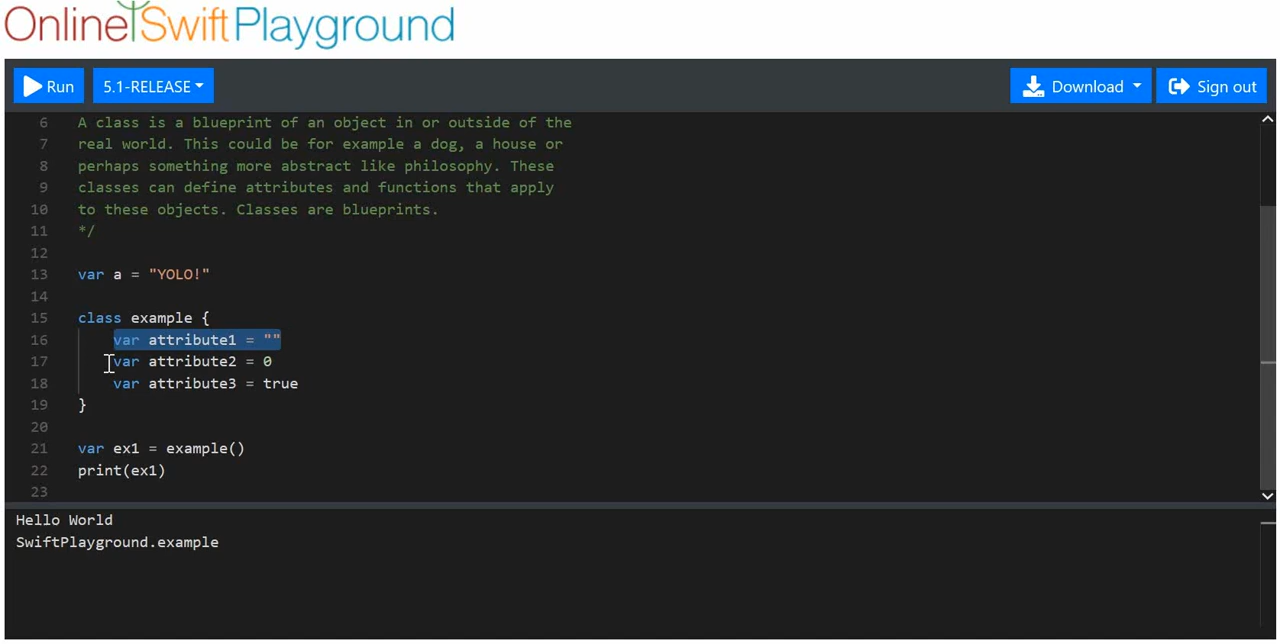 OnlineSwiftPlayground
Run 5.1-RELEASE Download Sign out
6 A class is a blueprint of an object in or outside of the
7 real world. This could be for example a dog, a house or
8 perhaps something more abstract like philosophy. These
9 classes can define attributes and functions that apply
10 to these objects. Classes are blueprints.
11 */
12
13 var a = "YOLO!"
14
15 class example {
16 var attribute1 = ""
17 var attribute2 = 0
18 var attribute3 = true
19 }
20
21 var ex1 = example()
22 print(ex1)
23
Hello World
SwiftPlayground.example